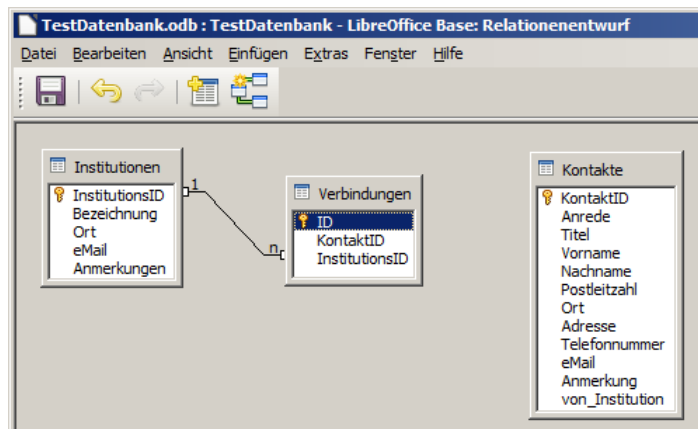 TestDatenbank.odb : TestDatenbank - LibreOffice Base: Relationenentwurf
Datei Bearbeiten Ansicht Einfügen Extras Fenster Hilfe
Institutionen
InstitutionsID
Bezeichnung
Ort
eMail
Anmerkungen
1
n
Verbindungen
ID
KontaktID
InstitutionsID
Kontakte
KontaktID
Anrede
Titel
Vorname
Nachname
Postleitzahl
Ort
Adresse
Telefonnummer
eMail
Anmerkung
von_Institution